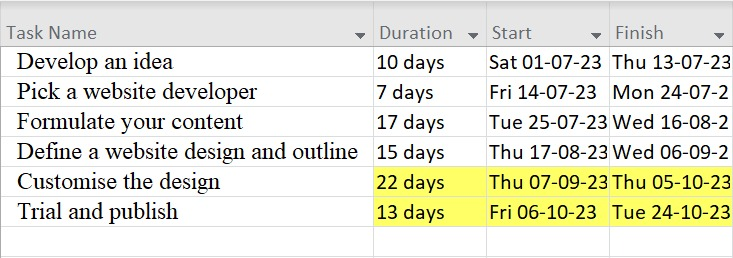 Task Name Duration Start Finish
Develop an idea 10 days Sat 01-07-23 Thu 13-07-23
Pick a website developer 7 days Fri 14-07-23 Mon 24-07-2
Formulate your content 17 days Tue 25-07-23 Wed 16-08-2
Define a website design and outline 15 days Thu 17-08-23 Wed 06-09-2
Customise the design 22 days Thu 07-09-23 Thu 05-10-23
Trial and publish 13 days Fri 06-10-23 Tue 24-10-23